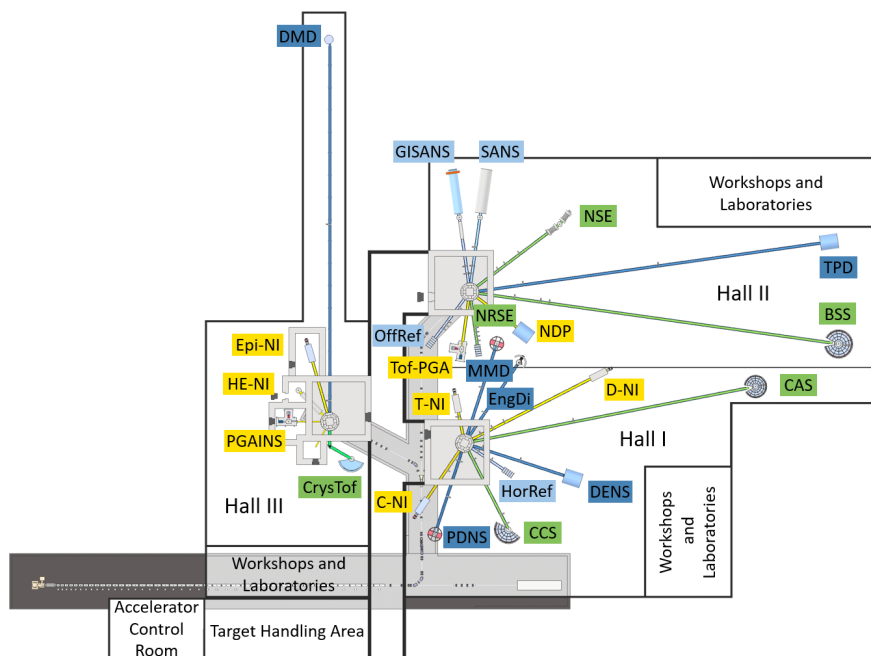 DMD
GISANS
SANS
Workshops and
Laboratories
NSE
TPD
Hall II
BSS
NRSE
NDP
OffRef
Tof-PGA
MMD
EngDi
D-NI
CAS
T-NI
Epi-NI
HE-NI
PGAINS
CrysTof
Hall I
HorRef
DENS
C-NI
PDNS
CCS
Hall III
Workshops
and
Laboratories
Workshops and
Laboratories
Accelerator
Control
Room
Target Handling Area